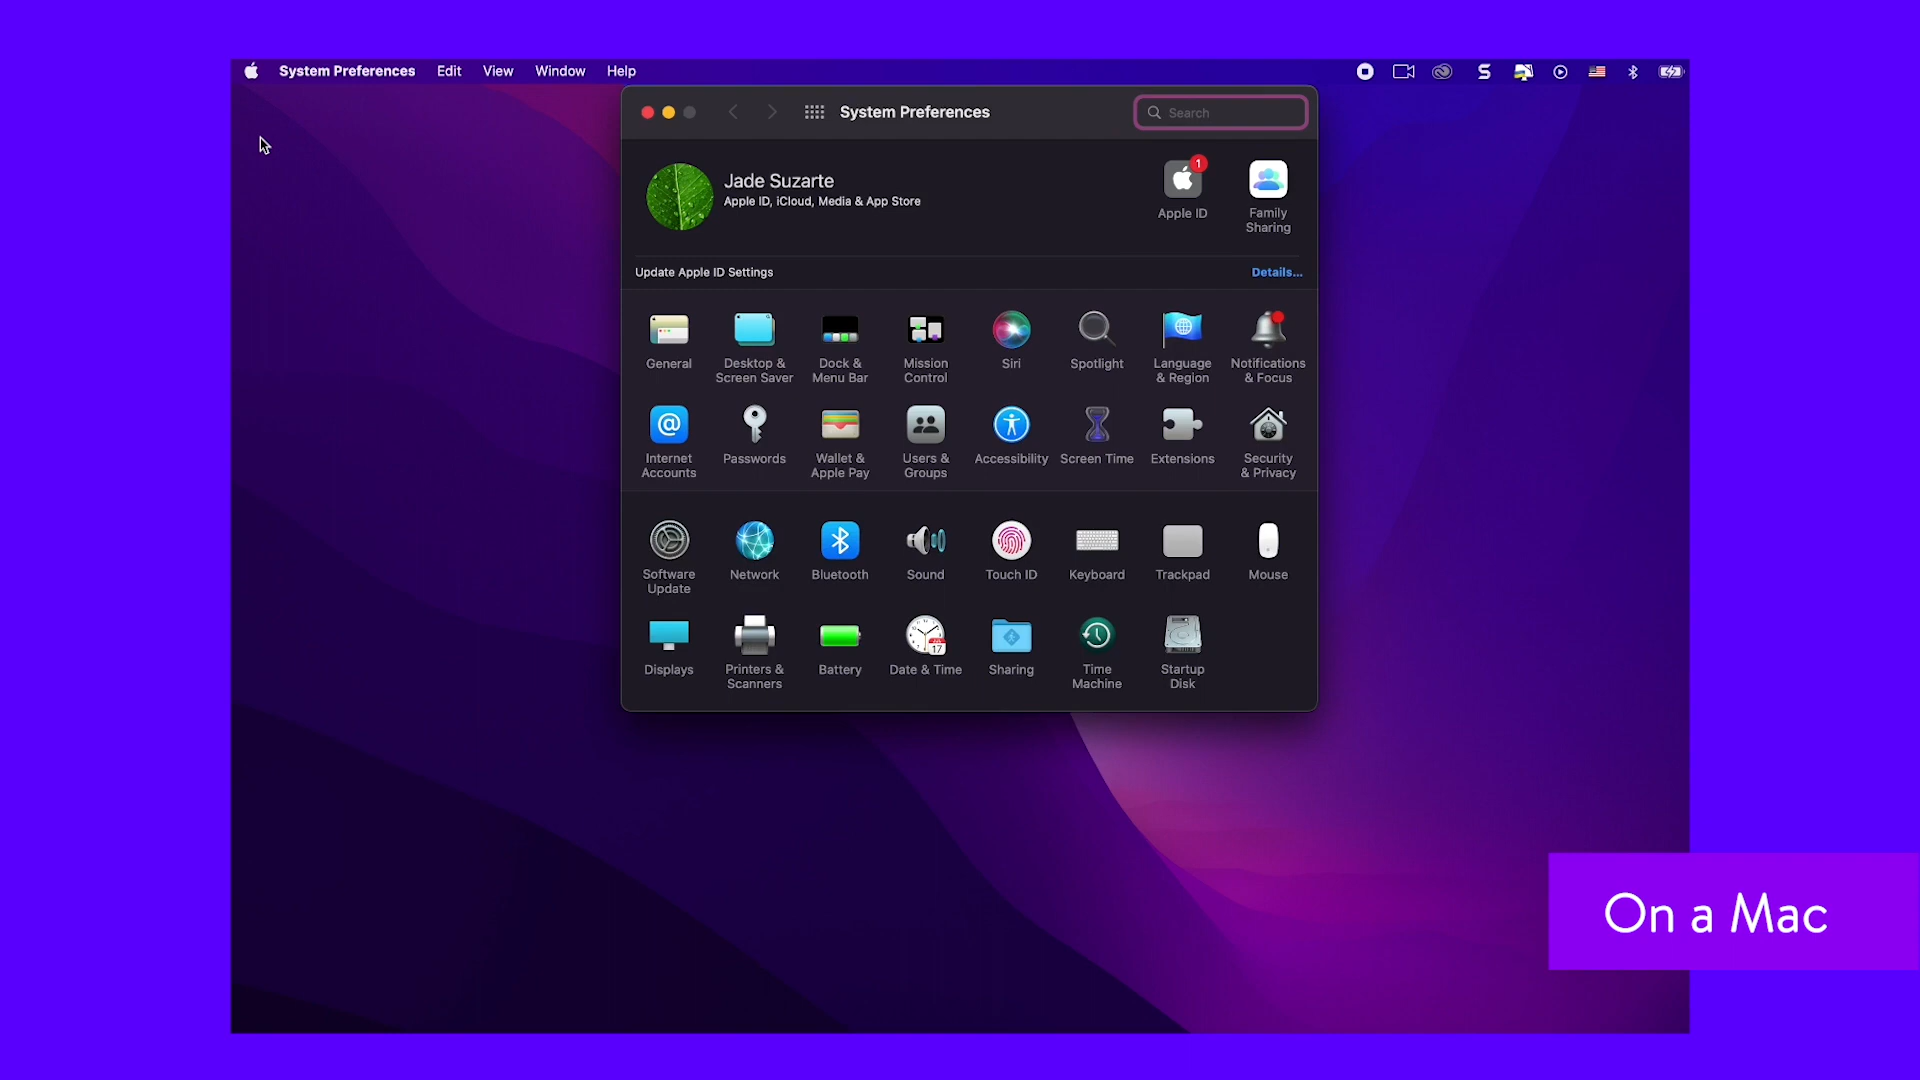 System Preferences Edit View Window Help
System Preferences
Search
Jade Suzarte
Apple ID, iCloud, Media & App Store
1
Apple ID
Family
Sharing
Update Apple ID Settings
Details...
General
Desktop &
Screen Saver
Dock &
Menu Bar
Mission
Control
Siri
Spotlight
Language
& Region
Notifications
& Focus
Internet
Accounts
Passwords
Wallet &
Apple Pay
Users &
Groups
Accessibility
Screen Time
Extensions
Security
& Privacy
Software
Update
Network
Bluetooth
Sound
Touch ID
Keyboard
Trackpad
Mouse
Displays
Printers &
Scanners
Battery
17
Date & Time
Sharing
Time
Machine
Startup
Disk
On a Mac